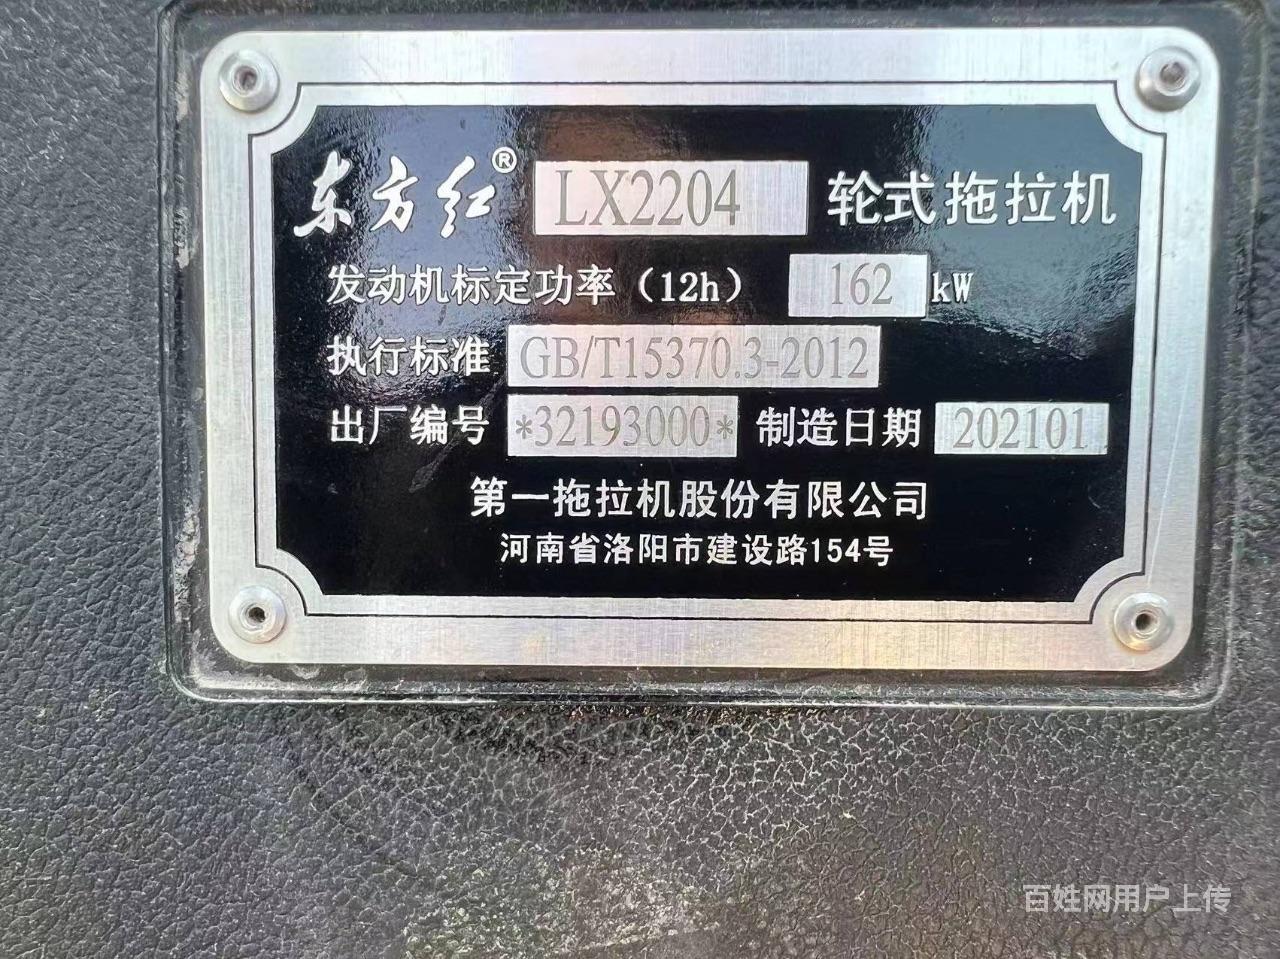 东方红® LX2204 轮式拖拉机
发动机标定功率（12h） 162 kW
执行标准 GB/T15370.3-2012
出厂编号 *32193000* 制造日期 202101
第一拖拉机股份有限公司
河南省洛阳市建设路154号
百姓网用户上传